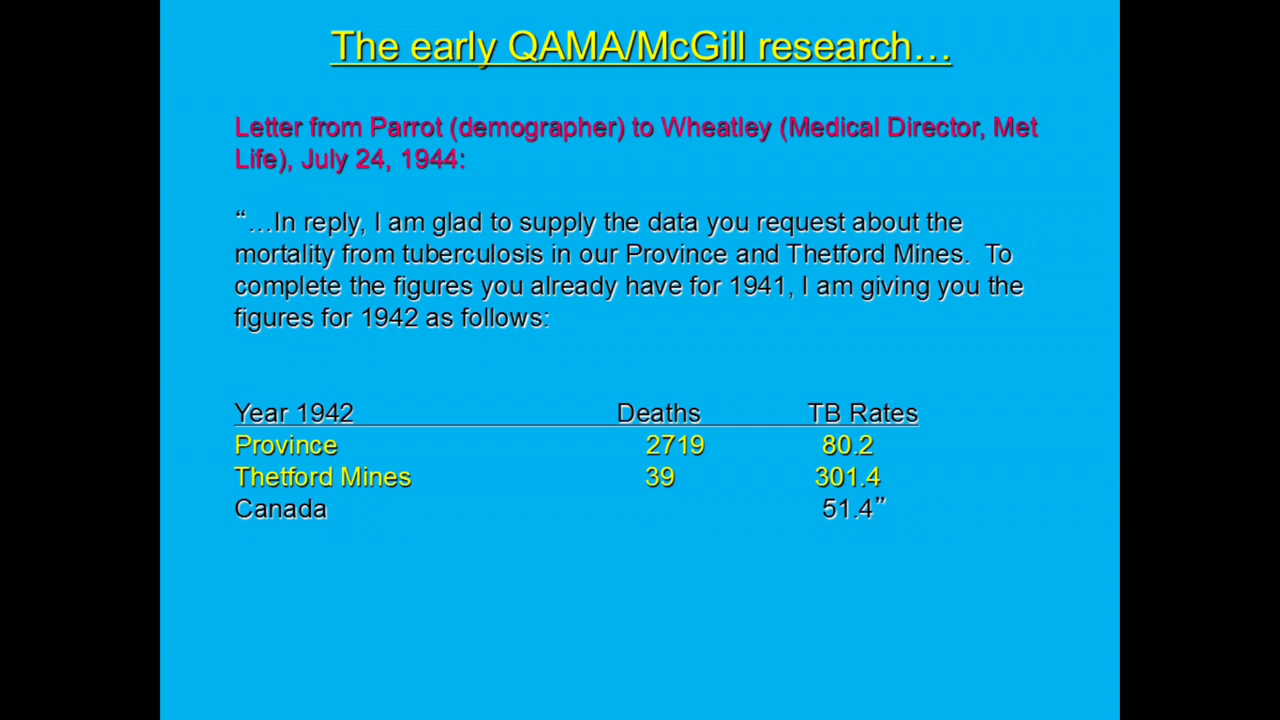 The early QAMA/McGill research…
Letter from Parrot (demographer) to Wheatley (Medical Director, Met
Life), July 24, 1944:
“…In reply, I am glad to supply the data you request about the
mortality from tuberculosis in our Province and Thetford Mines.  To
complete the figures you already have for 1941, I am giving you the
figures for 1942 as follows:
Year 1942 Deaths TB Rates
Province 2719 80.2
Thetford Mines 39 301.4
Canada 51.4”